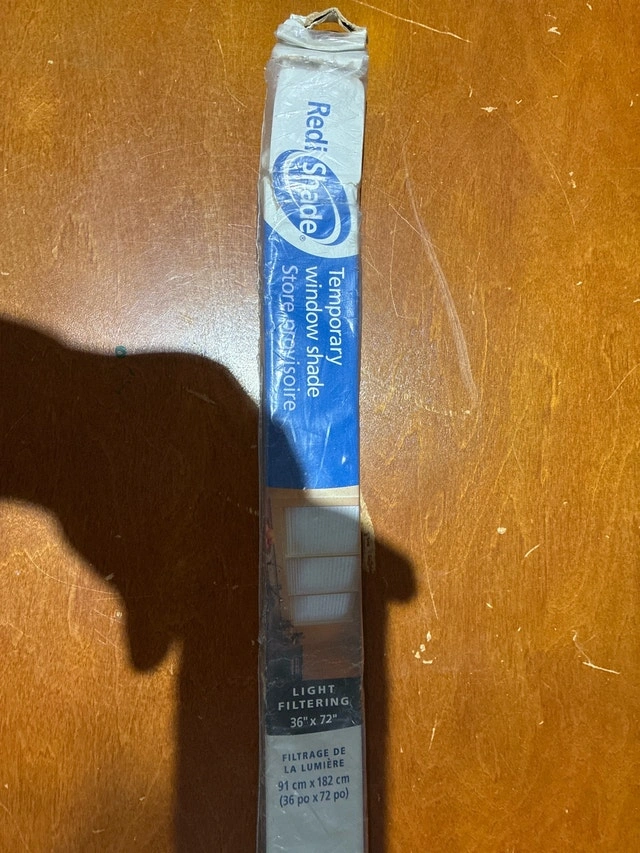 Redi Shade®
Temporary
window shade
Store provisoire
LIGHT
FILTERING
36" x 72"
FILTRAGE DE
LA LUMIÈRE
91 cm x 182 cm
(36 po x 72 po)